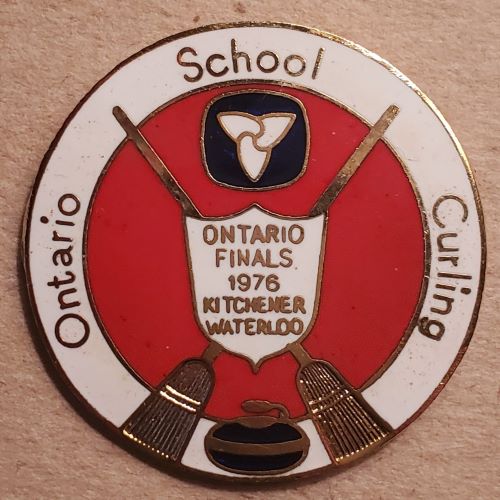 Ontario School Curling
ONTARIO
FINALS
1976
KITCHENER
WATERLOO